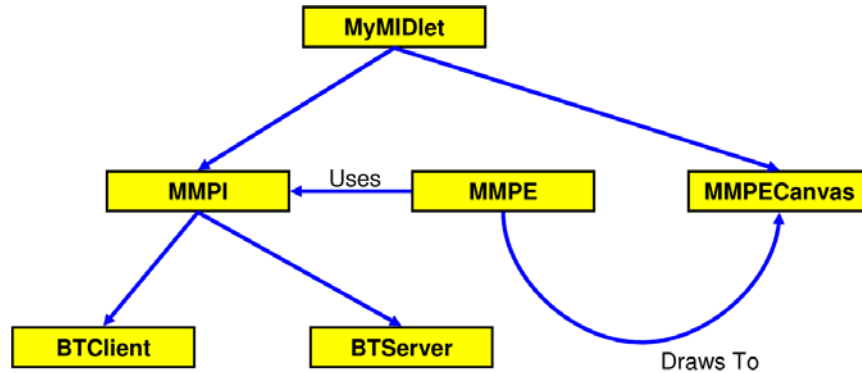 MyMIDlet
MMPI
Uses
MMPE
MMPECanvas
BTClient
BTServer
Draws To